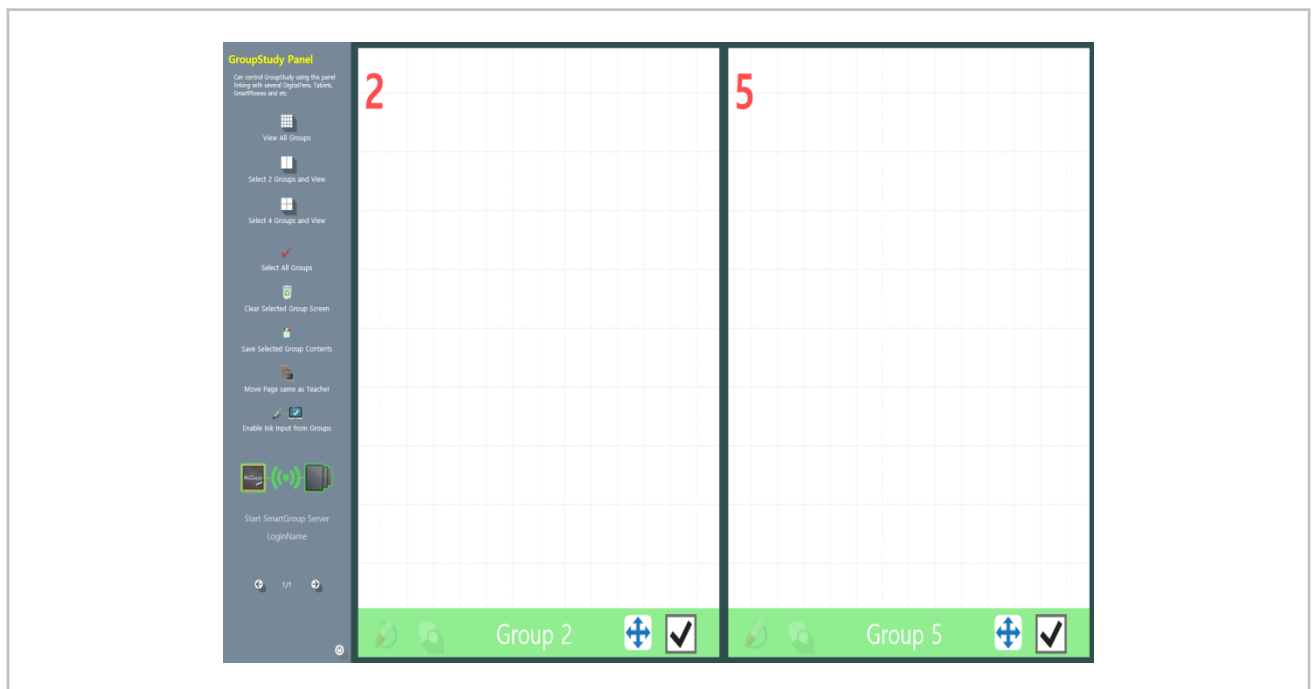 GroupStudy Panel
Can control GroupStudy using this panel
linking with several DigitalPens, Tablets,
SmartPhones and etc.
View All Groups
Select 2 Groups and View
Select 4 Groups and View
Select All Groups
Clear Selected Group Screen
Save Selected Group Contents
Move Page same as Teacher
Enable Ink Input from Groups
Start SmartGroup Server
LoginName
1/1
2
Group 2
5
Group 5